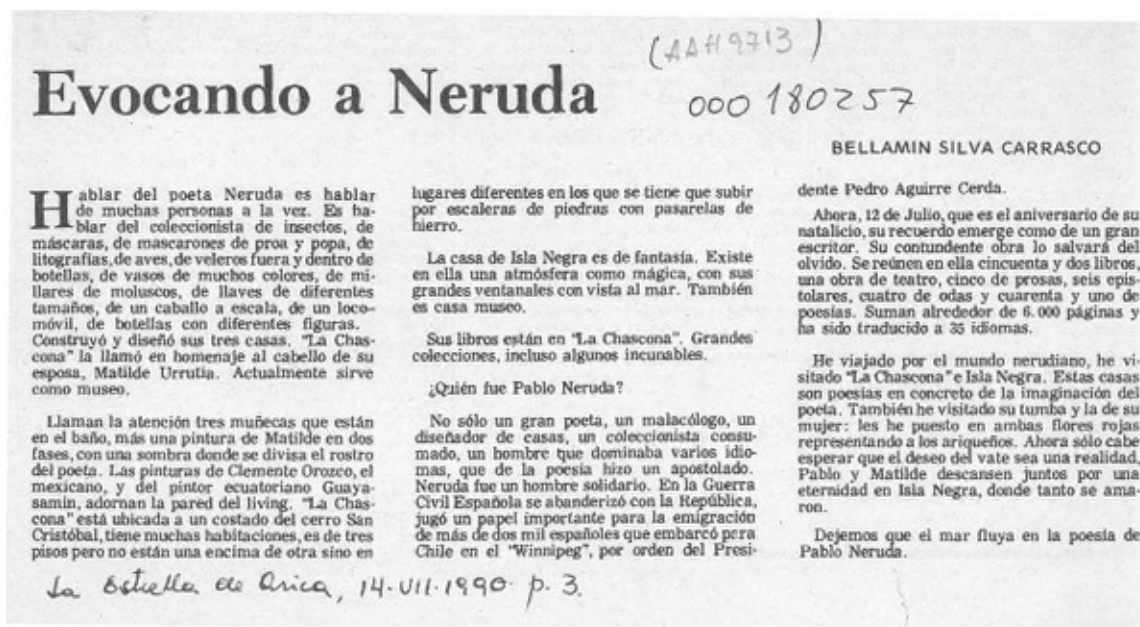 (AAH9713)
Evocando a Neruda
000180257
BELLAMIN SILVA CARRASCO
Hablar del poeta Neruda es hablar
de muchas personas a la vez. Es ha-
blar del coleccionista de insectos, de
máscaras, de mascarones de proa y popa, de
litografías, de aves, de veleros fuera y dentro de
botellas, de vasos de muchos colores, de mi-
llares de moluscos, de llaves de diferentes
tamaños, de un caballo a escala, de un loco-
móvil, de botellas con diferentes figuras.
Construyó y diseñó sus tres casas. "La Chas-
cona" la llamó en homenaje al cabello de su
esposa, Matilde Urrutia. Actualmente sirve
como museo.
Llaman la atención tres muñecas que están
en el baño, más una pintura de Matilde en dos
fases, con una sombra donde se divisa el rostro
del poeta. Las pinturas de Clemente Orozco, el
mexicano, y del pintor ecuatoriano Guaya-
samin, adornan la pared del living. "La Chas-
cona" está ubicada a un costado del cerro San
Cristóbal, tiene muchas habitaciones, es de tres
pisos pero no están una encima de otra sino en
lugares diferentes en los que se tiene que subir
por escaleras de piedras con pasarelas de
hierro.
La casa de Isla Negra es de fantasía. Existe
en ella una atmósfera como mágica, con sus
grandes ventanales con vista al mar. También
es casa museo.
Sus libros están en "La Chascona". Grandes
colecciones, incluso algunos incunables.
¿Quién fue Pablo Neruda?
No sólo un gran poeta, un malacólogo, un
diseñador de casas, un coleccionista consu-
mado, un hombre que dominaba varios idio-
mas, que de la poesía hizo un apostolado.
Neruda fue un hombre solidario. En la Guerra
Civil Española se abanderizó con la República,
jugó un papel importante para la emigración
de más de dos mil españoles que embarcó para
Chile en el "Winnipeg", por orden del Presi-
dente Pedro Aguirre Cerda.
Ahora, 12 de Julio, que es el aniversario de su
natalicio, su recuerdo emerge como de un gran
escritor. Su contundente obra lo salvará del
olvido. Se reúnen en ella cincuenta y dos libros,
una obra de teatro, cinco de prosas, seis epis-
tolares, cuatro de odas y cuarenta y uno de
poesías. Suman alrededor de 6.000 páginas y
ha sido traducido a 35 idiomas.
He viajado por el mundo nerudiano, he vi-
sitado "La Chascona" e Isla Negra. Estas casas
son poesías en concreto de la imaginación del
poeta. También he visitado su tumba y la de su
mujer: les he puesto en ambas flores rojas
representando a los ariqueños. Ahora sólo cabe
esperar que el deseo del vate sea una realidad,
Pablo y Matilde descansen juntos por una
eternidad en Isla Negra, donde tanto se ama-
ron.
Dejemos que el mar fluya en la poesía de
Pablo Neruda.
La Estrella de Arica, 14-VII-1990 p. 3.